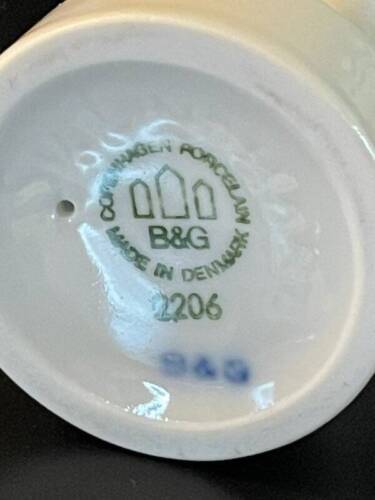 COPENHAGEN PORCELAIN
B&G
MADE IN DENMARK
2206
B&G